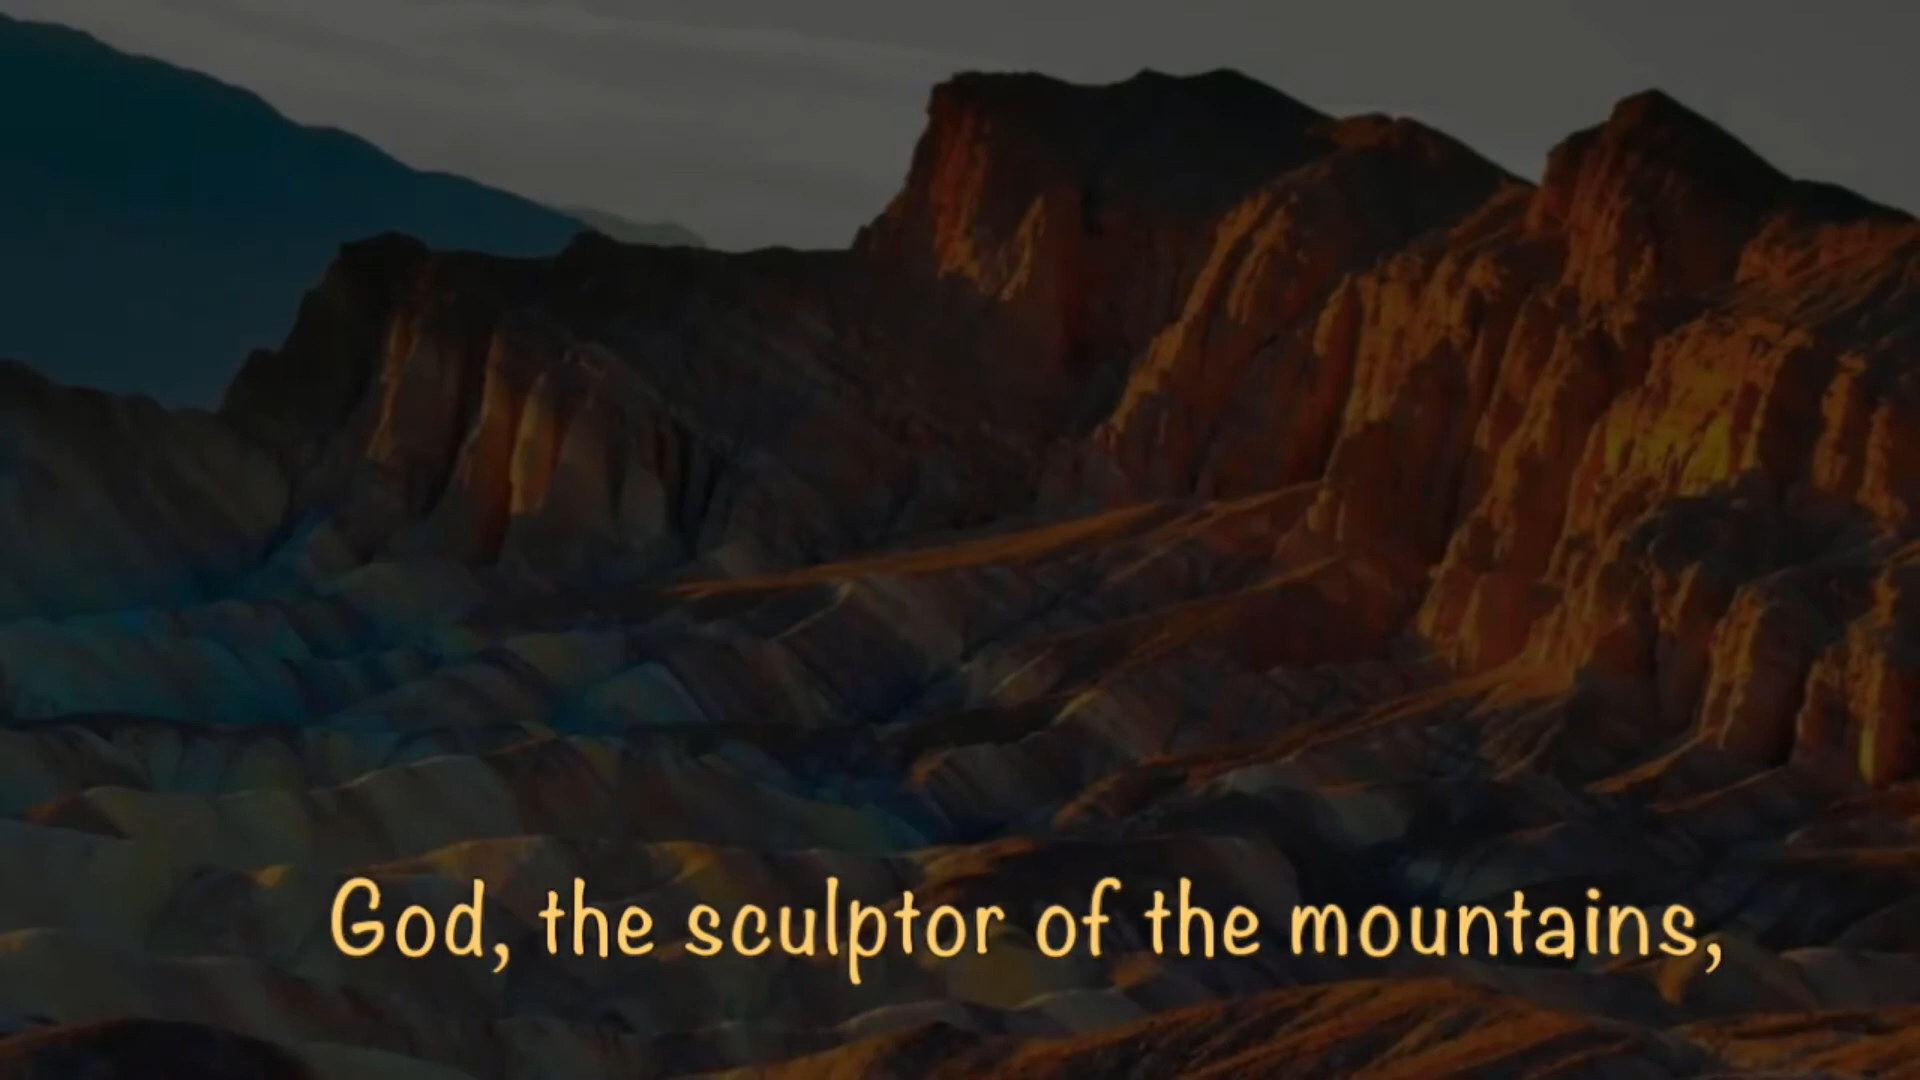 God, the sculptor of the mountains,